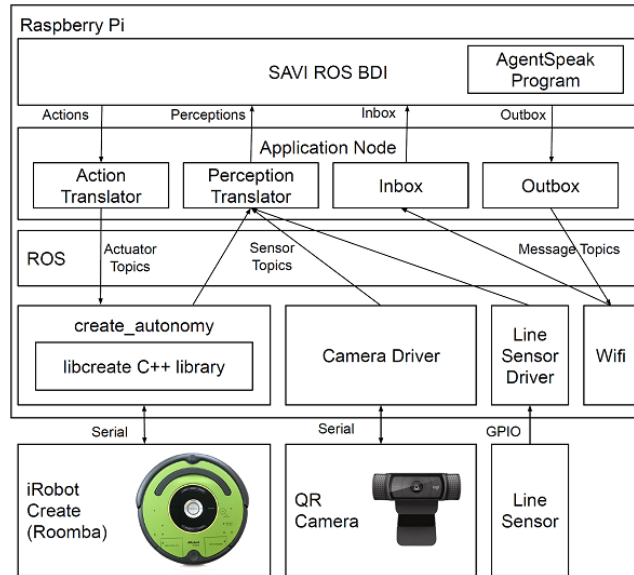 Raspberry Pi
SAVI ROS BDI
AgentSpeak
Program
Actions
Perceptions
Inbox
Outbox
Application Node
Action
Translator
Perception
Translator
Inbox
Outbox
ROS
Actuator
Topics
Sensor
Topics
Message Topics
create_autonomy
libcreate C++ library
Camera Driver
Line
Sensor
Driver
Wifi
Serial
Serial
GPIO
iRobot
Create
(Roomba)
QR
Camera
Line
Sensor